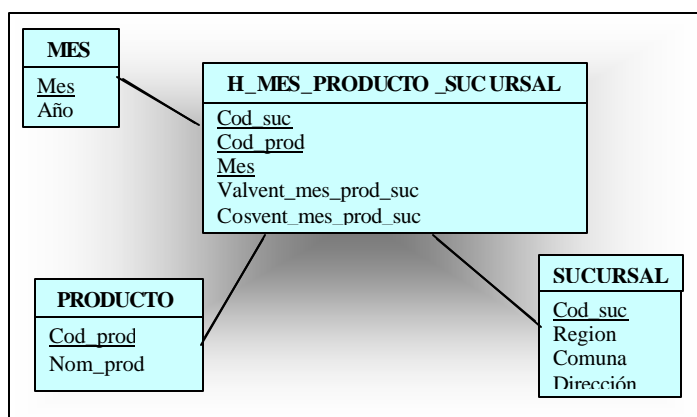 MES
Mes
Año
H_MES_PRODUCTO _SUCURSAL
Cod_suc
Cod_prod
Mes
Valvent_mes_prod_suc
Cosvent_mes_prod_suc
PRODUCTO
Cod_prod
Nom_prod
SUCURSAL
Cod_suc
Region
Comuna
Dirección